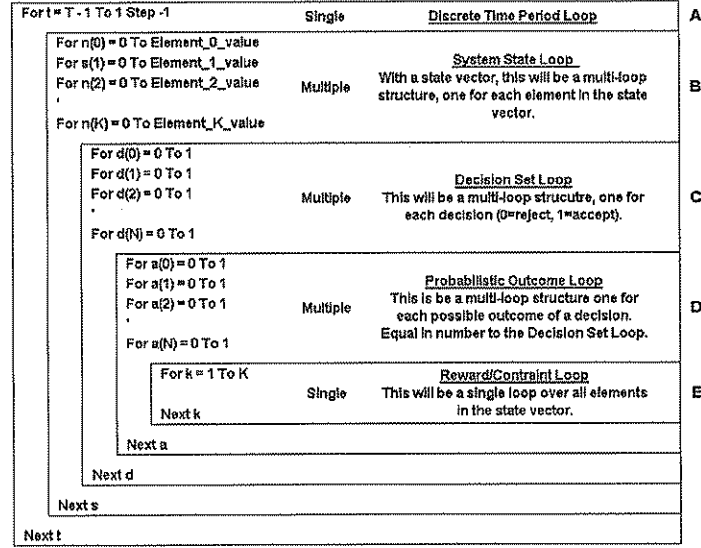 For t = T - 1 To 1 Step -1 Single Discrete Time Period Loop A
For n(0) = 0 To Element_0_value
For s(1) = 0 To Element_1_value
For n(2) = 0 To Element_2_value
'
For n(K) = 0 To Element_K_value
Multiple
System State Loop
With a state vector, this will be a multi-loop
structure, one for each element in the state
vector.
B
For d(0) = 0 To 1
For d(1) = 0 To 1
For d(2) = 0 To 1
'
For d(N) = 0 To 1
Multiple
Decision Set Loop
This will be a multi-loop strucutre, one for
each decision (0=reject, 1=accept).
C
For a(0) = 0 To 1
For a(1) = 0 To 1
For a(2) = 0 To 1
'
For a(N) = 0 To 1
Multiple
Probabilistic Outcome Loop
This is be a multi-loop structure one for
each possible outcome of a decision.
Equal in number to the Decision Set Loop.
D
For k = 1 To K
Next k
Single
Reward/Contraint Loop
This will be a single loop over all elements
in the state vector.
E
Next a
Next d
Next s
Next t